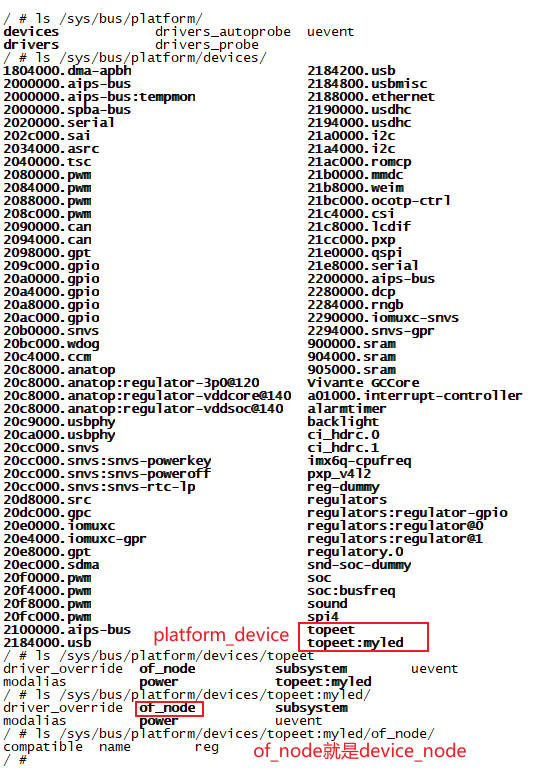 / # ls /sys/bus/platform/
devices drivers_autoprobe uevent
drivers drivers_probe
/ # ls /sys/bus/platform/devices/
1804000.dma-apbh 2184200.usb
2000000.aips-bus 2184800.usbmisc
2000000.aips-bus:tempmon 2188000.ethernet
2000000.spba-bus 2190000.usdhc
2020000.serial 2194000.usdhc
202c000.sai 21a0000.i2c
2034000.asrc 21a4000.i2c
2040000.tsc 21ac000.romcp
2080000.pwm 21b0000.mmdc
2084000.pwm 21b8000.weim
2088000.pwm 21bc000.ocotp-ctrl
208c000.pwm 21c4000.csi
2090000.can 21c8000.lcdif
2094000.can 21cc000.pxp
2098000.gpt 21e0000.qspi
209c000.gpio 21e8000.serial
20a0000.gpio 2200000.aips-bus
20a4000.gpio 2280000.dcp
20a8000.gpio 2284000.rngb
20ac000.gpio 2290000.iomuxc-snvs
20b0000.snvs 2294000.snvs-gpr
20bc000.wdog 900000.sram
20c4000.ccm 904000.sram
20c8000.anatop 905000.sram
20c8000.anatop:regulator-3p0@120 Vivante GCCore
20c8000.anatop:regulator-vddcore@140 a01000.interrupt-controller
20c8000.anatop:regulator-vddsoc@140 alarmtimer
20c9000.usbphy backlight
20ca000.usbphy ci_hdrc.0
20cc000.snvs ci_hdrc.1
20cc000.snvs:snvs-powerkey imx6q-cpufreq
20cc000.snvs:snvs-poweroff pxp_v4l2
20cc000.snvs:snvs-rtc-lp reg-dummy
20d8000.src regulators
20dc000.gpc regulators:regulator-gpio
20e0000.iomuxc regulators:regulator@0
20e4000.iomuxc-gpr regulators:regulator@1
20e8000.gpt regulatory.0
20ec000.sdma snd-soc-dummy
20f0000.pwm soc
20f4000.pwm soc:busfreq
20f8000.pwm sound
20fc000.pwm spi4
2100000.aips-bus platform_device topeet
2184000.usb topeet:myled
/ # ls /sys/bus/platform/devices/topeet
driver_override of_node subsystem uevent
modalias power topeet:myled
/ # ls /sys/bus/platform/devices/topeet:myled/
driver_override of_node subsystem
modalias power uevent
/ # ls /sys/bus/platform/devices/topeet:myled/of_node/
compatible name reg of_node就是device_node
/ #